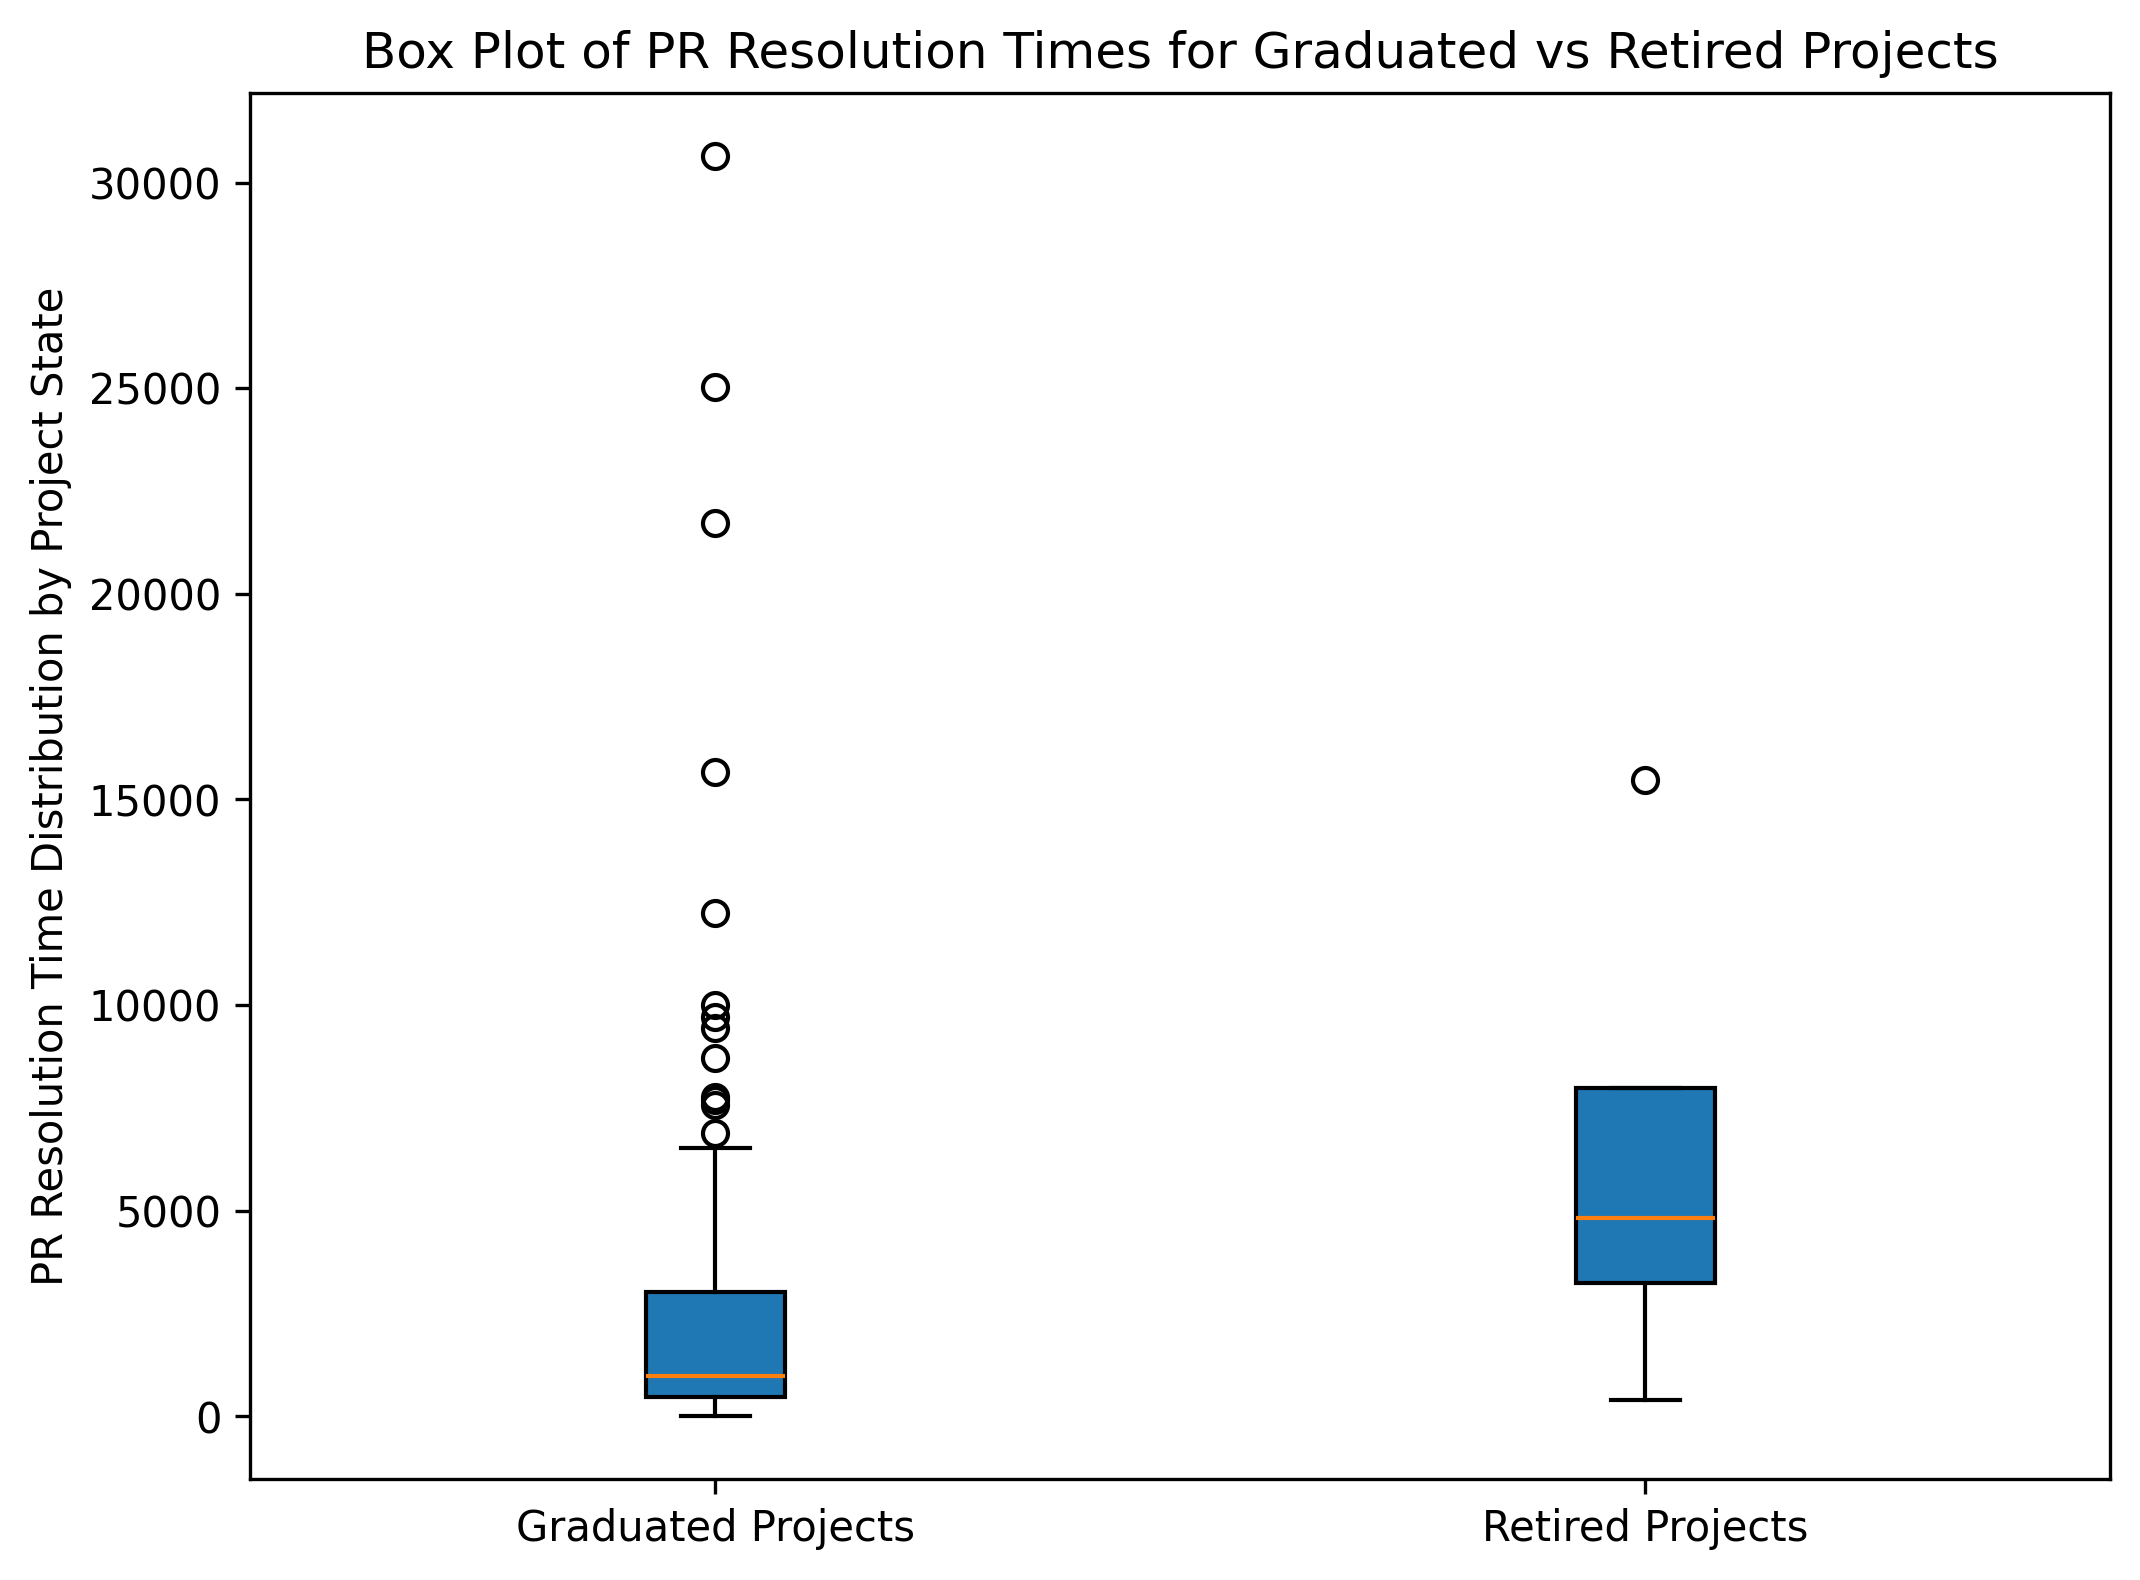 Box Plot of PR Resolution Times for Graduated vs Retired Projects
PR Resolution Time Distribution by Project State
30000
25000
20000
15000
10000
5000
0
Graduated Projects
Retired Projects